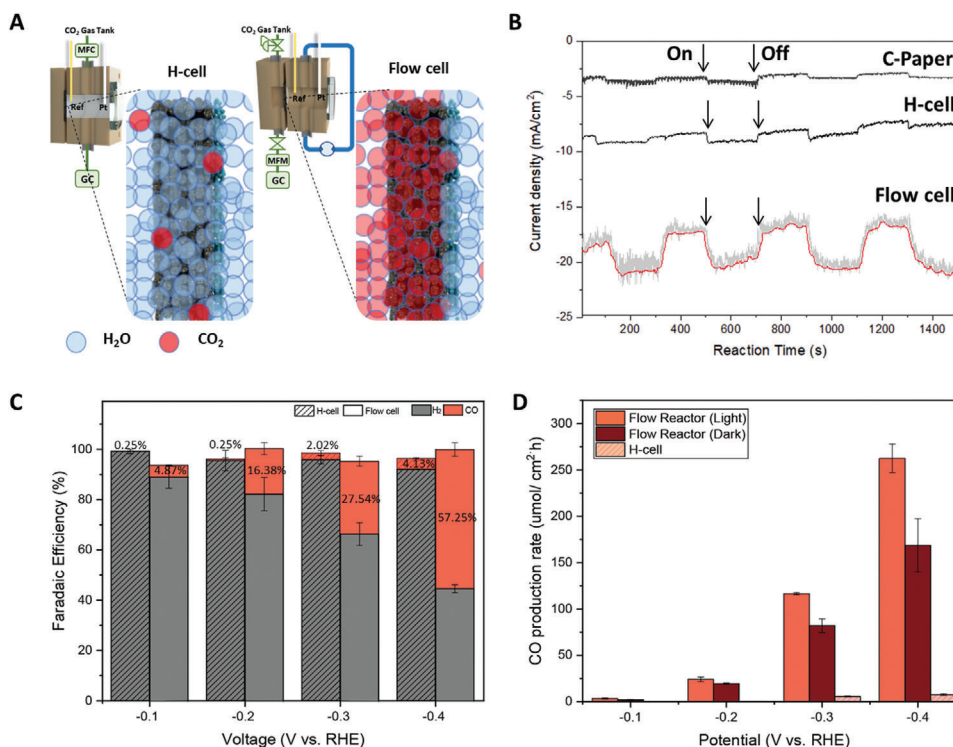 A
CO₂ Gas Tank
MFC
H-cell
Ref
Pt
GC
CO₂ Gas Tank
Flow cell
Ref
Pt
MFM
GC
H₂O
CO₂
B
0
-5
-10
-15
-20
-25
Current density (mA/cm²)
On
Off
C-Paper
H-cell
Flow cell
200 400 600 800 1000 1200 1400
Reaction Time (s)
C
H-cell Flow cell H₂ CO
100
80
60
40
20
0
Faradaic Efficiency (%)
0.25%
4.87%
0.25%
16.38%
2.02%
27.54%
4.13%
57.25%
-0.1 -0.2 -0.3 -0.4
Voltage (V vs. RHE)
D
Flow Reactor (Light)
Flow Reactor (Dark)
H-cell
300
250
200
150
100
50
25
0
CO production rate (umol/ cm²·h)
-0.1 -0.2 -0.3 -0.4
Potential (V vs. RHE)